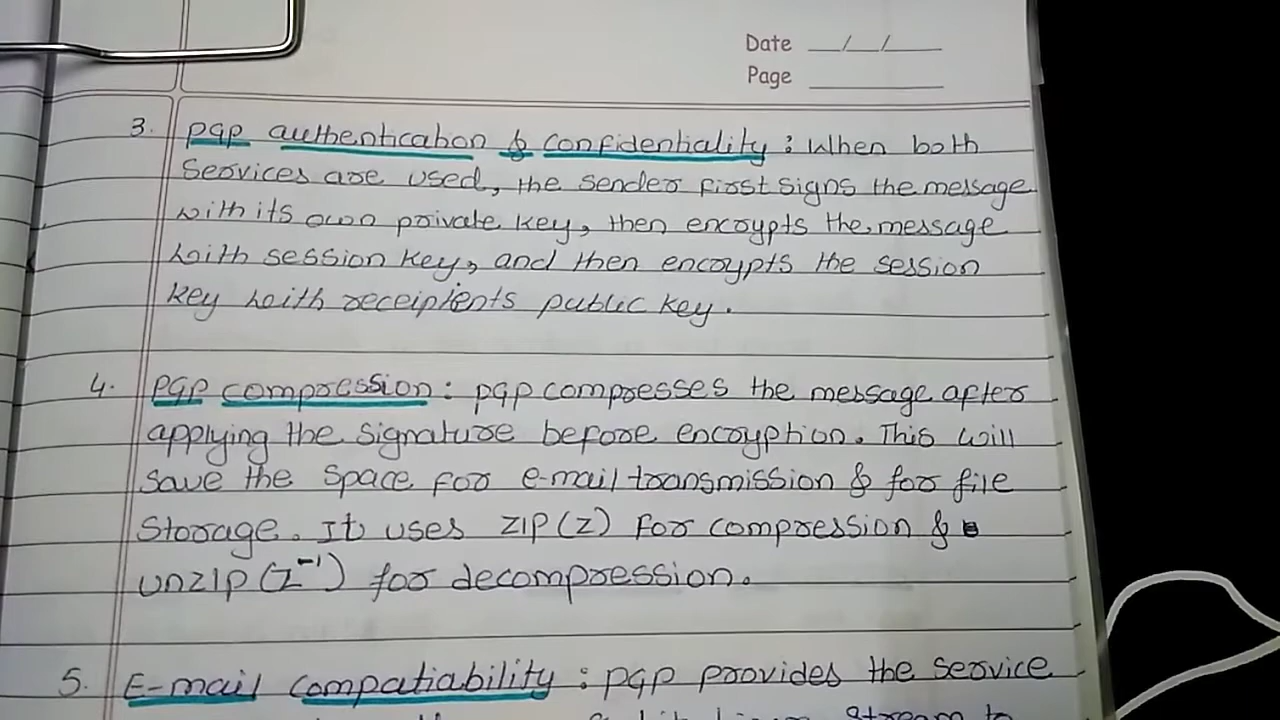 Date __/__/____
Page ________
3. PGP authentication & confidentiality : When both
Services are used, the sender first signs the message
with its own private key, then encrypts the message
with session key, and then encrypts the session
key with receipients public key.
4. PGP compression : PGP compresses the message after
applying the signature before encryption. This will
save the space for e-mail transmission & for file
storage. It uses ZIP(Z) for compression &
unzip (Z⁻¹) for decompression.
5. E-mail compatiability : PGP provides the service
stream to